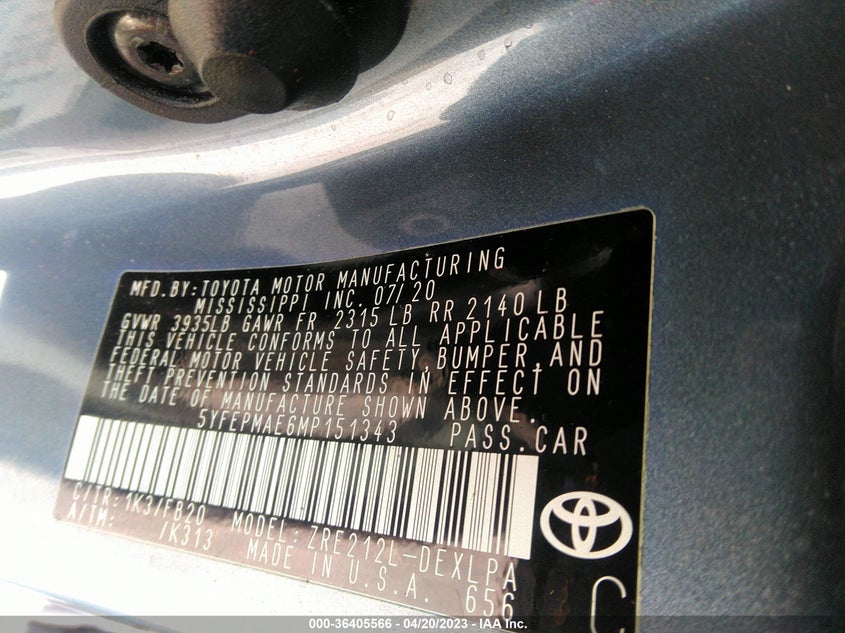 MFD.BY:TOYOTA MOTOR MANUFACTURING
MISSISSIPPI INC. 07/20
GVWR 3935LB GAWR FR 2315 LB RR 2140 LB
THIS VEHICLE CONFORMS TO ALL APPLICABLE
FEDERAL MOTOR VEHICLE SAFETY,BUMPER,AND
THEFT PREVENTION STANDARDS IN EFFECT ON
THE DATE OF MANUFACTURE SHOWN ABOVE.
5YFEPMAE6MP151343 PASS.CAR
C/TR: 1K3/FB20 MODEL: ZRE212L-DEXLPA
A/TM: /K313 MADE IN U.S.A. 656
C
000-36405566 - 04/20/2023 - IAA Inc.